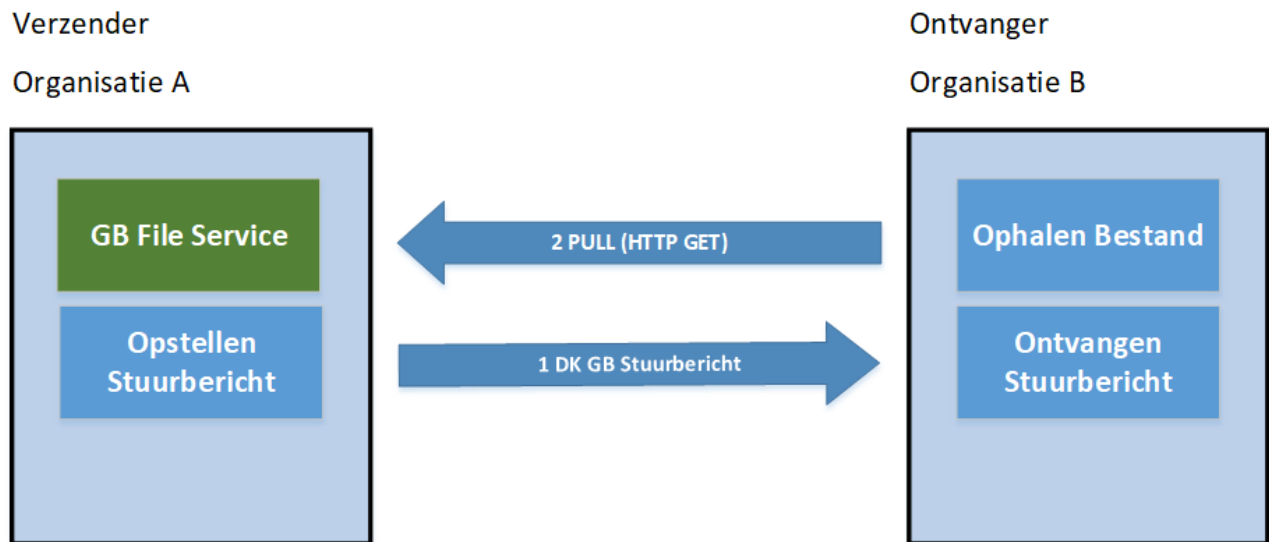 Verzender
Organisatie A
Ontvanger
Organisatie B
GB File Service
2 PULL (HTTP GET)
Ophalen Bestand
Opstellen
Stuurbericht
1 DK GB Stuurbericht
Ontvangen
Stuurbericht